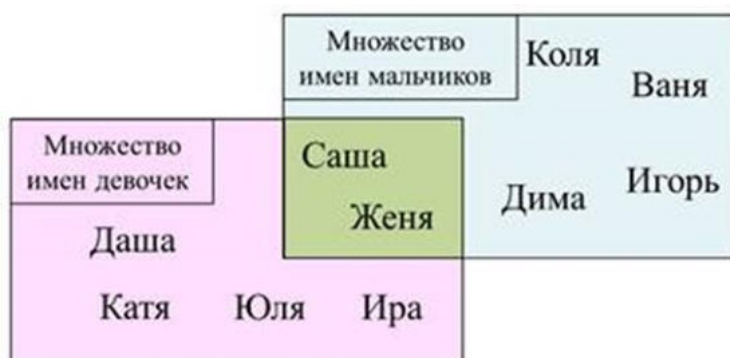 Множество
имен мальчиков
Коля
Ваня
Множество
имен девочек
Саша
Женя
Дима
Игорь
Даша
Катя Юля Ира